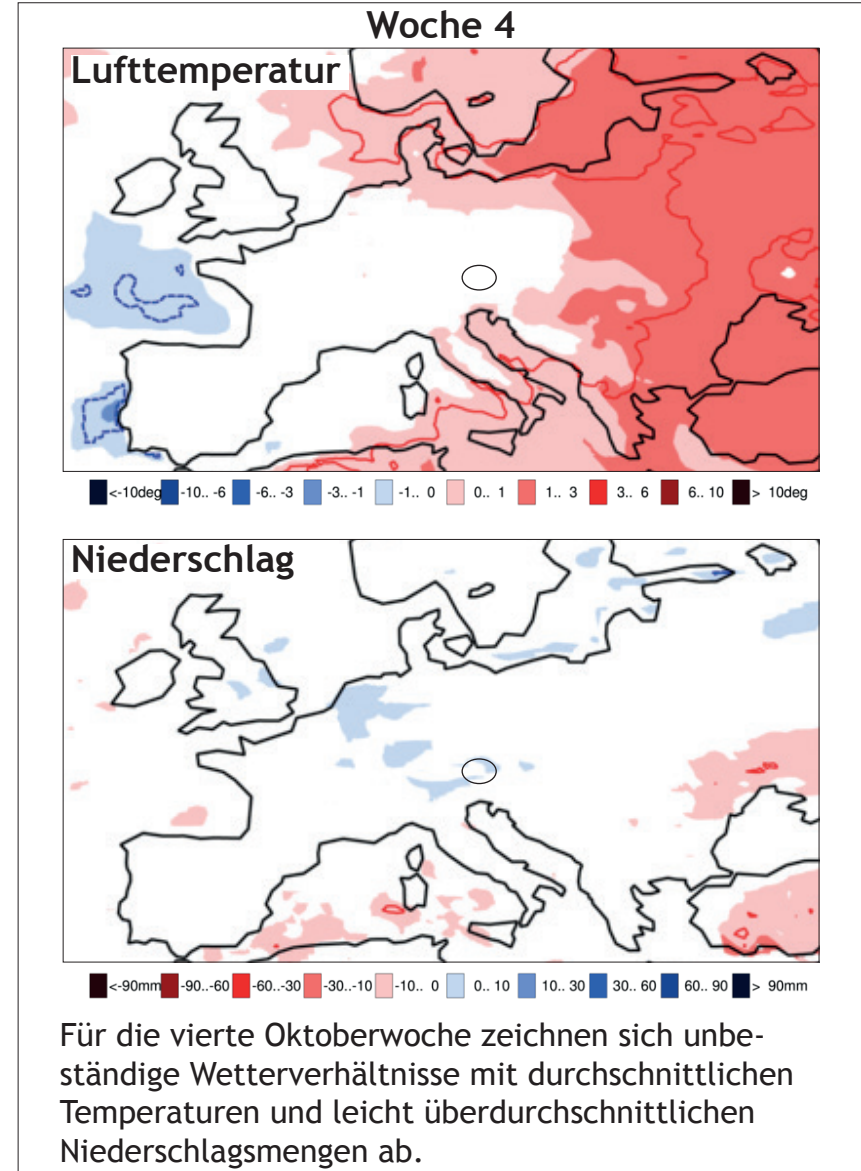 Woche 4
Lufttemperatur
<-10deg -10.. -6 -6.. -3 -3.. -1 -1.. 0 0.. 1 1.. 3 3.. 6 6.. 10 > 10deg
Niederschlag
<-90mm -90..-60 -60..-30 -30..-10 -10.. 0 0.. 10 10.. 30 30.. 60 60.. 90 > 90mm
Für die vierte Oktoberwoche zeichnen sich unbe-
ständige Wetterverhältnisse mit durchschnittlichen
Temperaturen und leicht überdurchschnittlichen
Niederschlagsmengen ab.